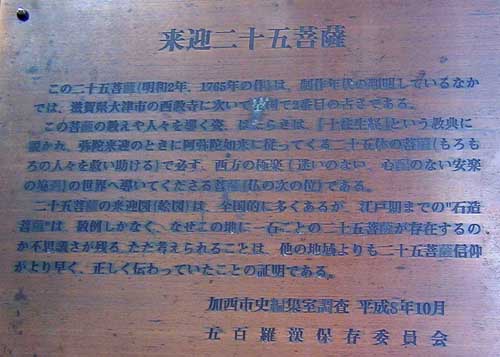 来迎二十五菩薩
この二十五菩薩(明和2年，1765年の作)は，制作年代の判明しているなか
では、滋賀県大津市の西教寺に次いで全国で2番目の古さである。
この菩薩の教えや人々を導く姿，はたらきは，『十往生経』という教典に
説かれ，弥陀来迎のときに阿弥陀如来に従ってくる二十五体の菩薩(もろも
ろの人々を救い助ける)で必ず，西方の極楽(迷いのない，心配のない安楽
の境界)の世界へ導いてくださる菩薩(仏の次の位)である。
二十五菩薩の来迎図(絵図)は，全国的に多くあるが，江戸期までの"石造
菩薩"は，数例しかなく，なぜこの地に一石ごとの二十五菩薩が存在するの
か不思議さが残る。ただ考えられることは，他の地域よりも二十五菩薩信仰
がより早く，正しく伝わっていたことの証明である。
加西市史編集室調査 平成8年10月
五百羅漢保存委員会